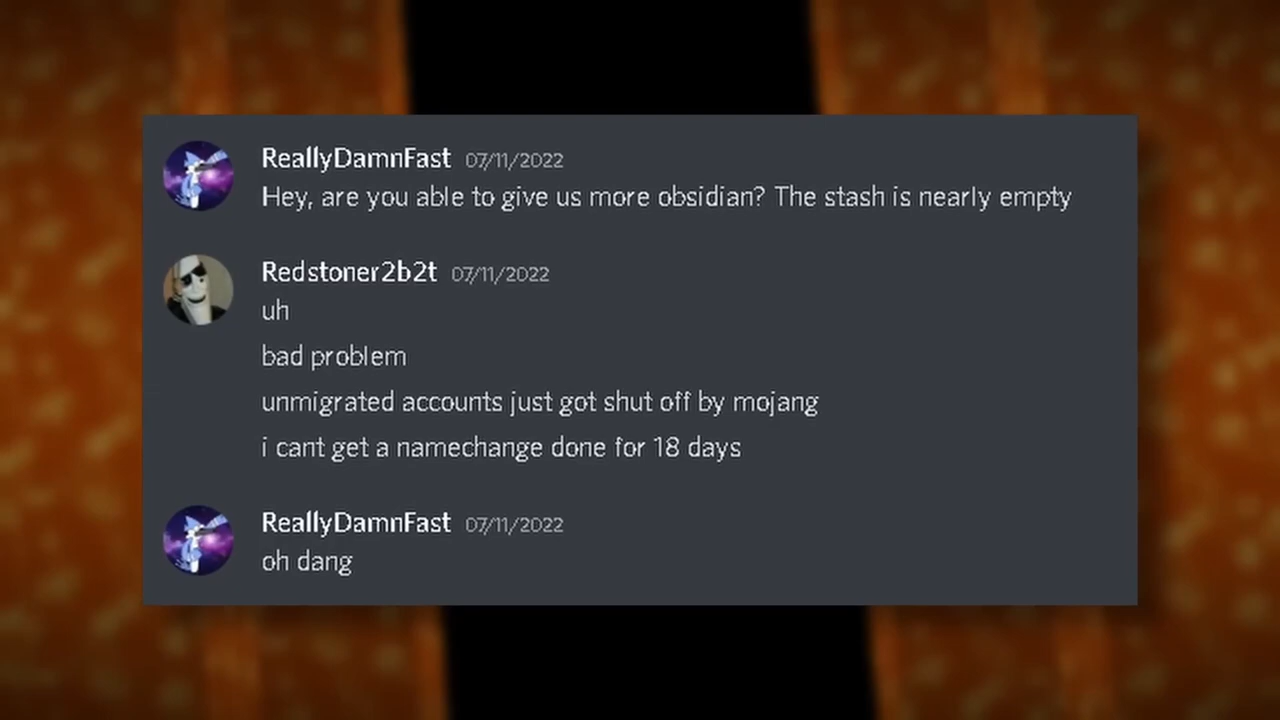 ReallyDamnFast 07/11/2022
Hey, are you able to give us more obsidian? The stash is nearly empty
Redstoner2b2t 07/11/2022
uh
bad problem
unmigrated accounts just got shut off by mojang
i cant get a namechange done for 18 days
ReallyDamnFast 07/11/2022
oh dang